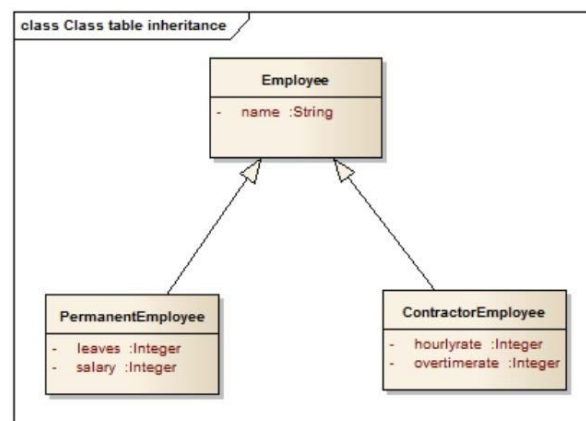 class Class table inheritance
Employee
- name :String
PermanentEmployee
- leaves :Integer
- salary :Integer
ContractorEmployee
- hourlyrate :Integer
- overtimerate :Integer